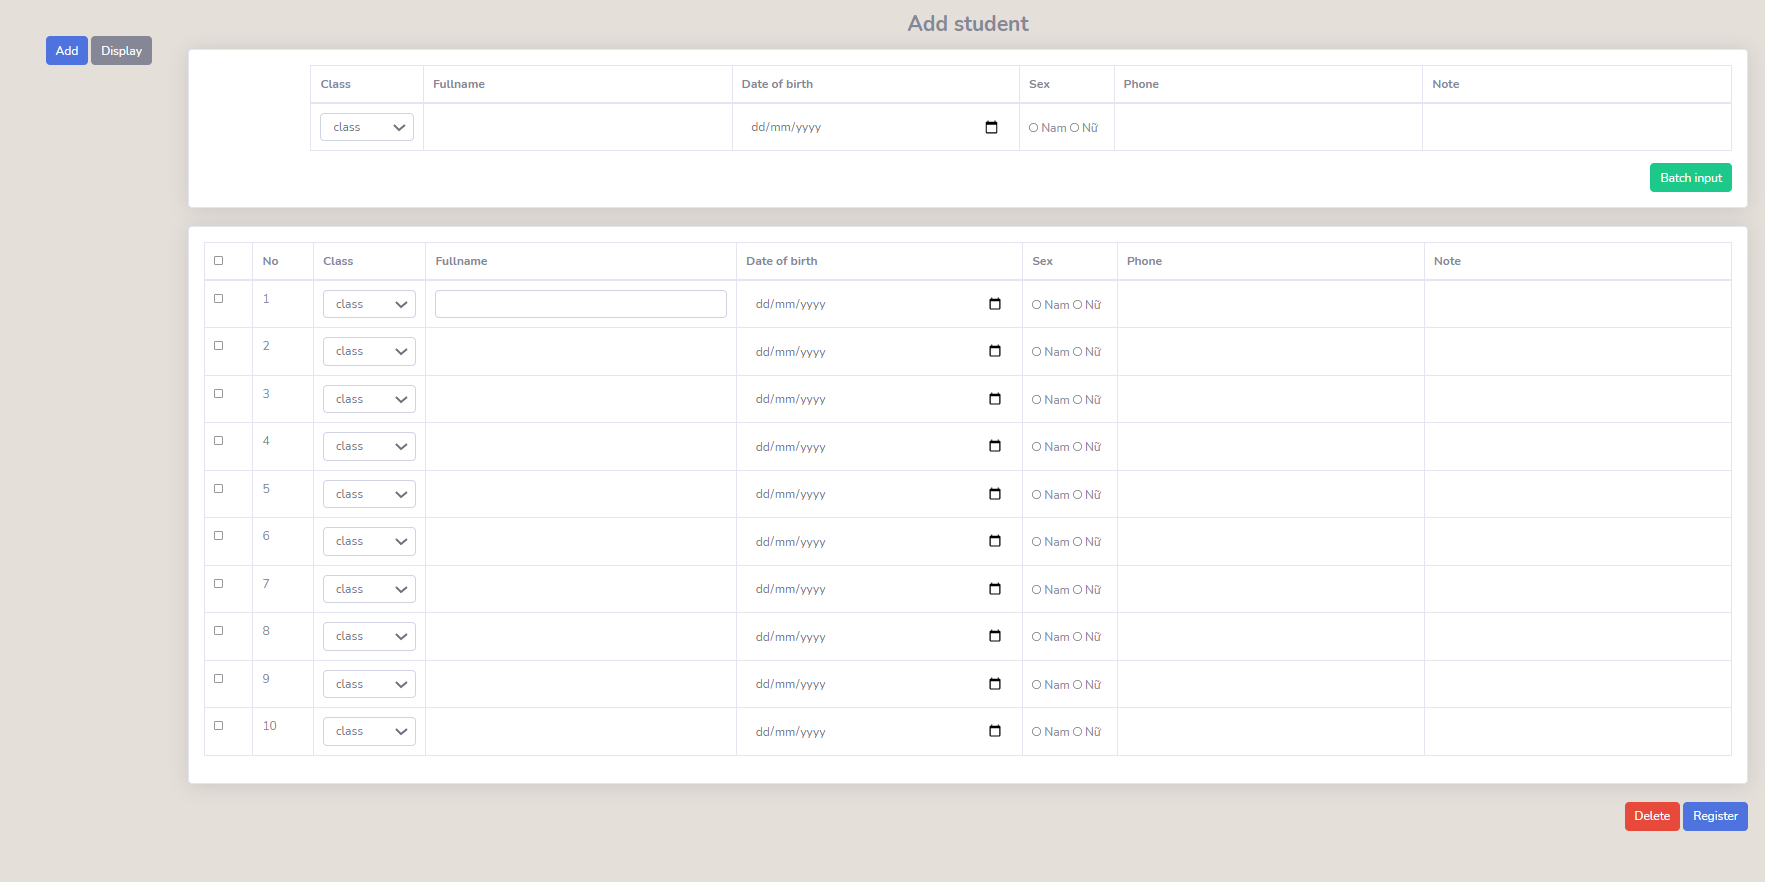 Add student
Add Display
Class Fullname Date of birth Sex Phone Note
class dd/mm/yyyy Nam Nữ
Batch input
No Class Fullname Date of birth Sex Phone Note
1 class dd/mm/yyyy Nam Nữ
2 class dd/mm/yyyy Nam Nữ
3 class dd/mm/yyyy Nam Nữ
4 class dd/mm/yyyy Nam Nữ
5 class dd/mm/yyyy Nam Nữ
6 class dd/mm/yyyy Nam Nữ
7 class dd/mm/yyyy Nam Nữ
8 class dd/mm/yyyy Nam Nữ
9 class dd/mm/yyyy Nam Nữ
10 class dd/mm/yyyy Nam Nữ
Delete Register